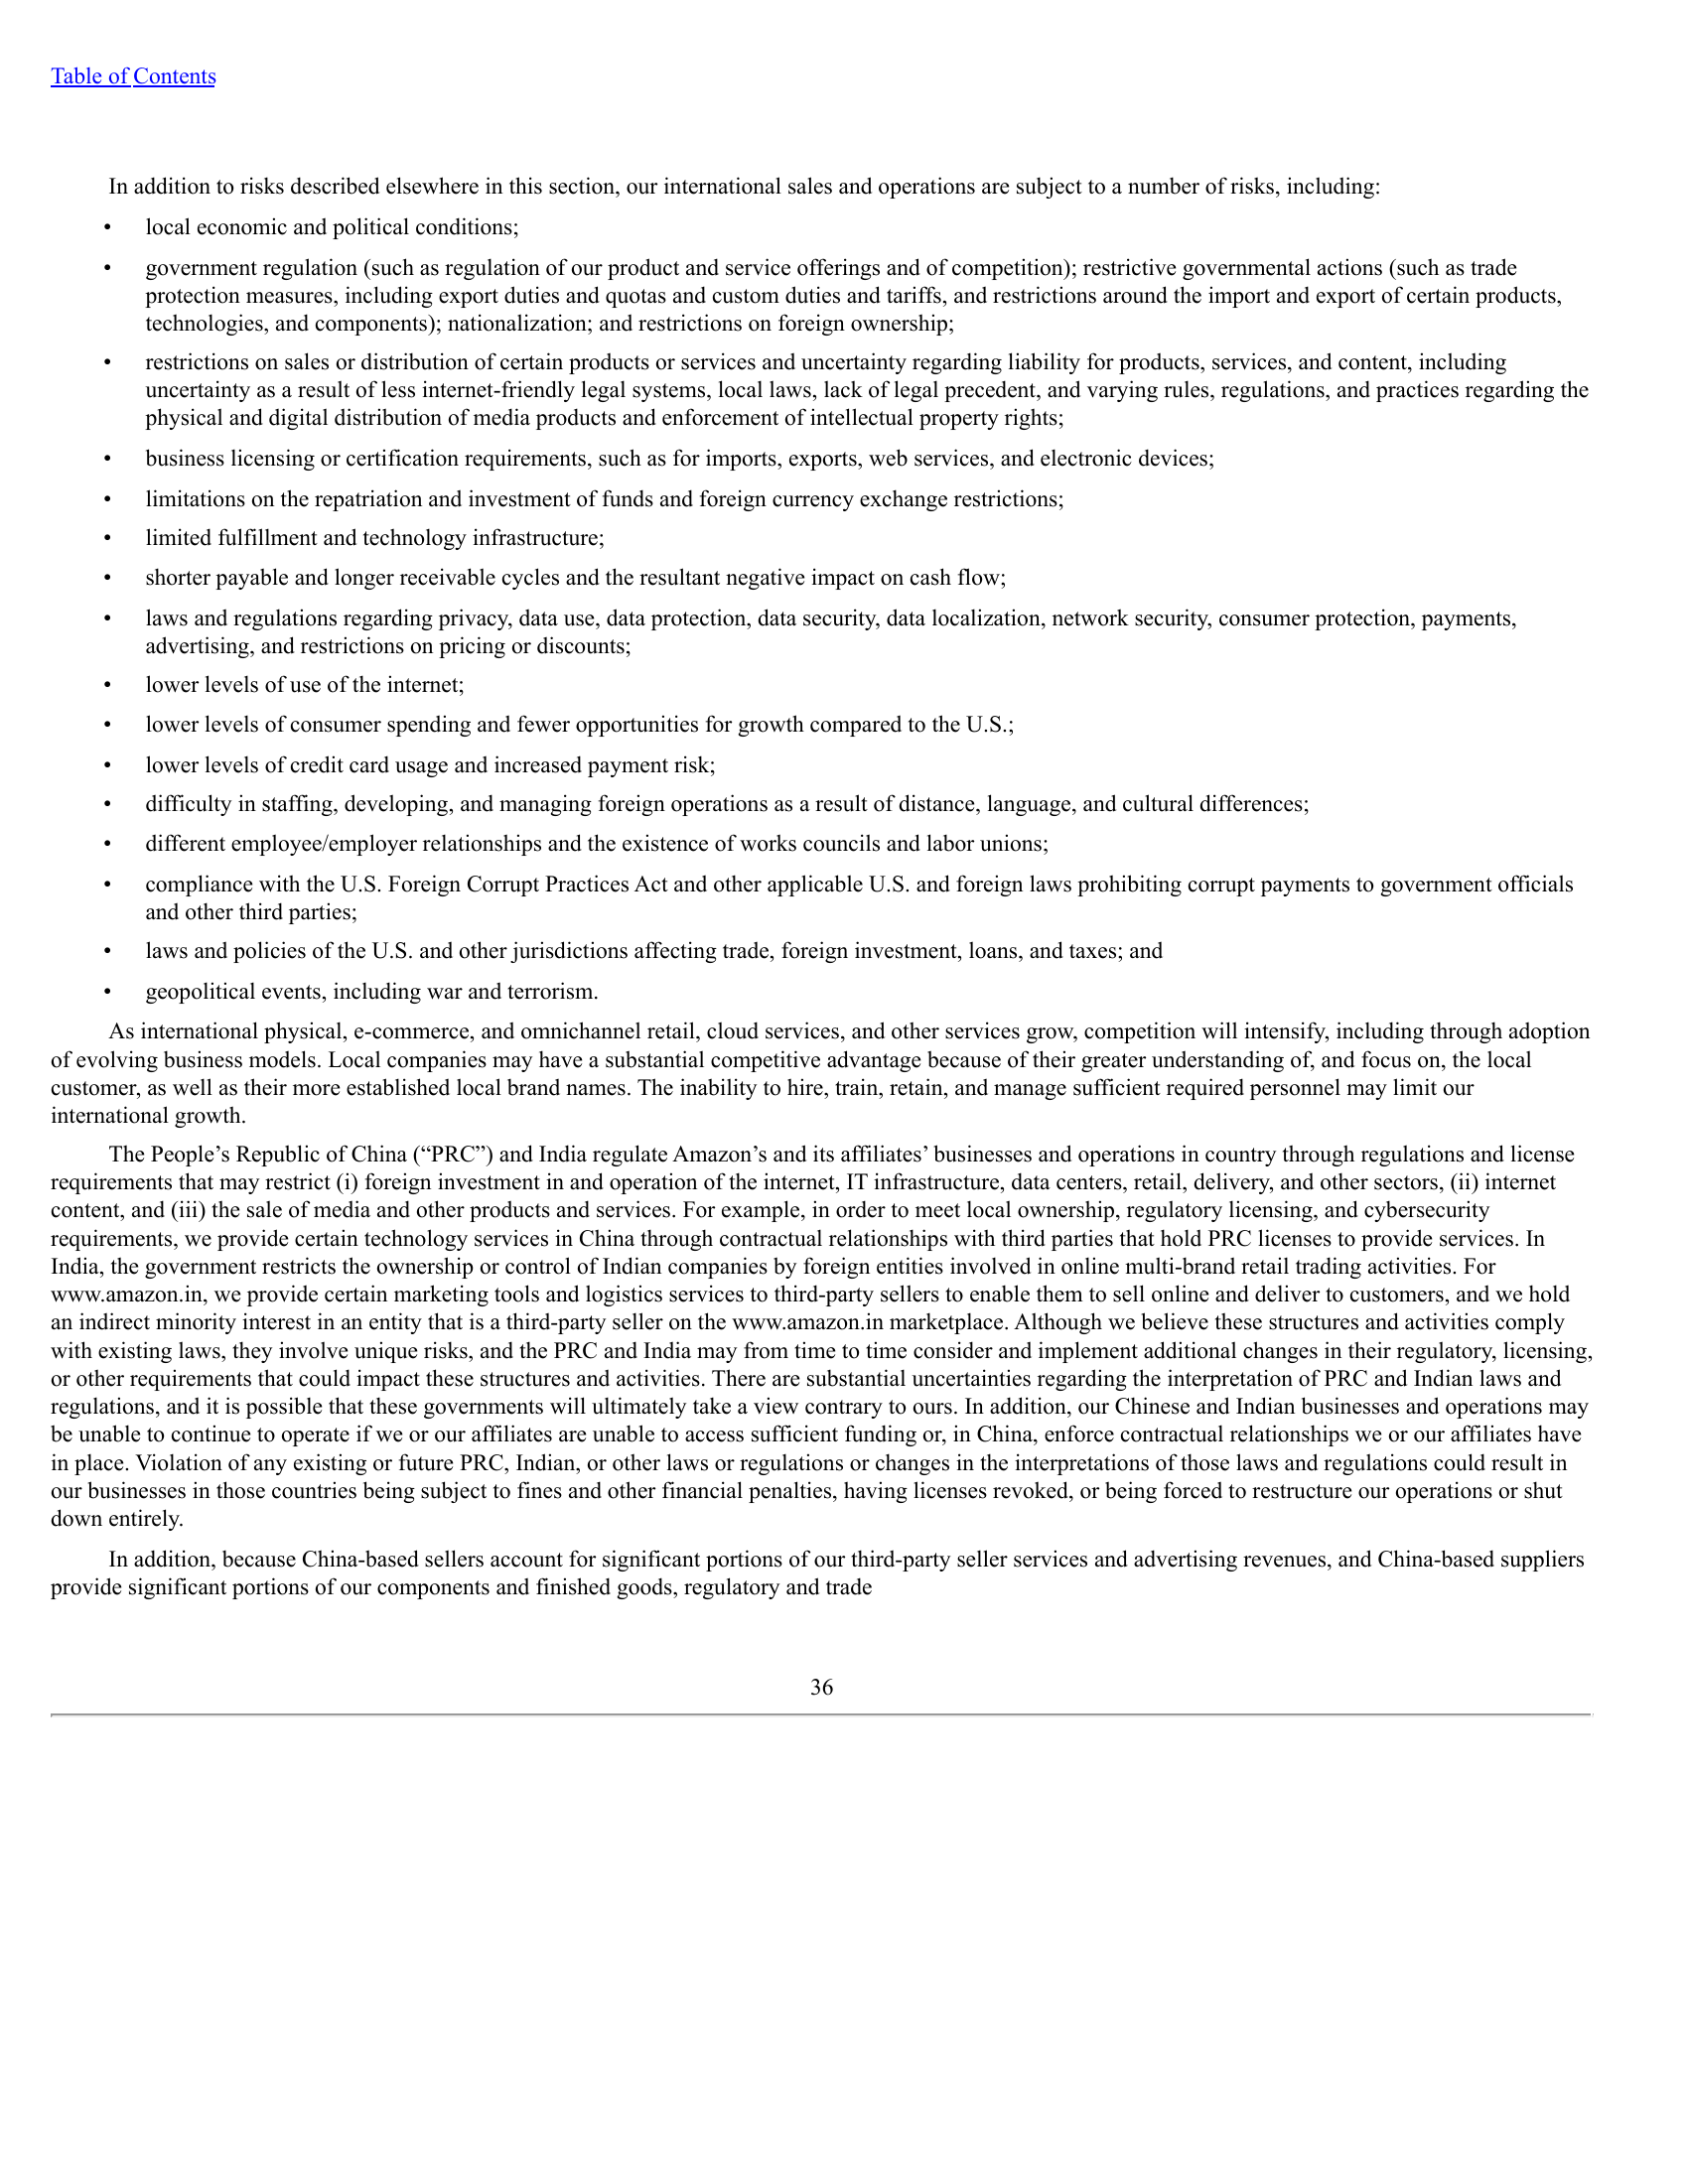 Table of Contents
In addition to risks described elsewhere in this section, our international sales and operations are subject to a number of risks, including:
• local economic and political conditions;
• government regulation (such as regulation of our product and service offerings and of competition); restrictive governmental actions (such as trade
protection measures, including export duties and quotas and custom duties and tariffs, and restrictions around the import and export of certain products,
technologies, and components); nationalization; and restrictions on foreign ownership;
• restrictions on sales or distribution of certain products or services and uncertainty regarding liability for products, services, and content, including
uncertainty as a result of less internet-friendly legal systems, local laws, lack of legal precedent, and varying rules, regulations, and practices regarding the
physical and digital distribution of media products and enforcement of intellectual property rights;
• business licensing or certification requirements, such as for imports, exports, web services, and electronic devices;
• limitations on the repatriation and investment of funds and foreign currency exchange restrictions;
• limited fulfillment and technology infrastructure;
• shorter payable and longer receivable cycles and the resultant negative impact on cash flow;
• laws and regulations regarding privacy, data use, data protection, data security, data localization, network security, consumer protection, payments,
advertising, and restrictions on pricing or discounts;
• lower levels of use of the internet;
• lower levels of consumer spending and fewer opportunities for growth compared to the U.S.;
• lower levels of credit card usage and increased payment risk;
• difficulty in staffing, developing, and managing foreign operations as a result of distance, language, and cultural differences;
• different employee/employer relationships and the existence of works councils and labor unions;
• compliance with the U.S. Foreign Corrupt Practices Act and other applicable U.S. and foreign laws prohibiting corrupt payments to government officials
and other third parties;
• laws and policies of the U.S. and other jurisdictions affecting trade, foreign investment, loans, and taxes; and
• geopolitical events, including war and terrorism.
As international physical, e-commerce, and omnichannel retail, cloud services, and other services grow, competition will intensify, including through adoption
of evolving business models. Local companies may have a substantial competitive advantage because of their greater understanding of, and focus on, the local
customer, as well as their more established local brand names. The inability to hire, train, retain, and manage sufficient required personnel may limit our
international growth.
The People’s Republic of China (“PRC”) and India regulate Amazon’s and its affiliates’ businesses and operations in country through regulations and license
requirements that may restrict (i) foreign investment in and operation of the internet, IT infrastructure, data centers, retail, delivery, and other sectors, (ii) internet
content, and (iii) the sale of media and other products and services. For example, in order to meet local ownership, regulatory licensing, and cybersecurity
requirements, we provide certain technology services in China through contractual relationships with third parties that hold PRC licenses to provide services. In
India, the government restricts the ownership or control of Indian companies by foreign entities involved in online multi-brand retail trading activities. For
www.amazon.in, we provide certain marketing tools and logistics services to third-party sellers to enable them to sell online and deliver to customers, and we hold
an indirect minority interest in an entity that is a third-party seller on the www.amazon.in marketplace. Although we believe these structures and activities comply
with existing laws, they involve unique risks, and the PRC and India may from time to time consider and implement additional changes in their regulatory, licensing,
or other requirements that could impact these structures and activities. There are substantial uncertainties regarding the interpretation of PRC and Indian laws and
regulations, and it is possible that these governments will ultimately take a view contrary to ours. In addition, our Chinese and Indian businesses and operations may
be unable to continue to operate if we or our affiliates are unable to access sufficient funding or, in China, enforce contractual relationships we or our affiliates have
in place. Violation of any existing or future PRC, Indian, or other laws or regulations or changes in the interpretations of those laws and regulations could result in
our businesses in those countries being subject to fines and other financial penalties, having licenses revoked, or being forced to restructure our operations or shut
down entirely.
In addition, because China-based sellers account for significant portions of our third-party seller services and advertising revenues, and China-based suppliers
provide significant portions of our components and finished goods, regulatory and trade
36